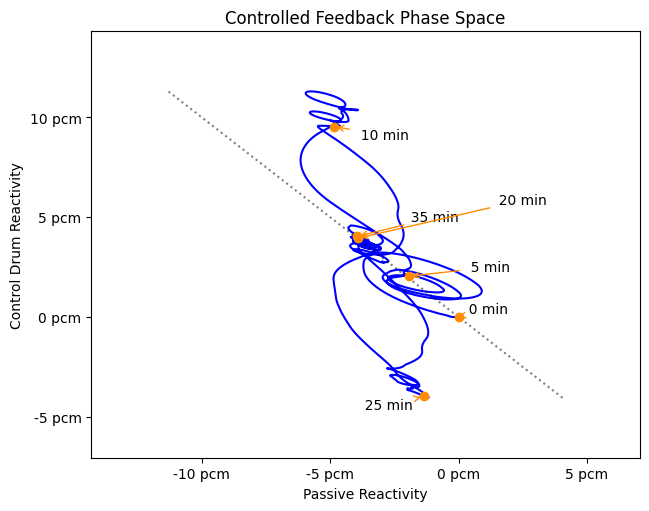 Controlled Feedback Phase Space
Control Drum Reactivity
10 pcm
5 pcm
0 pcm
-5 pcm
10 min
20 min
35 min
5 min
0 min
25 min
-10 pcm
-5 pcm
0 pcm
5 pcm
Passive Reactivity